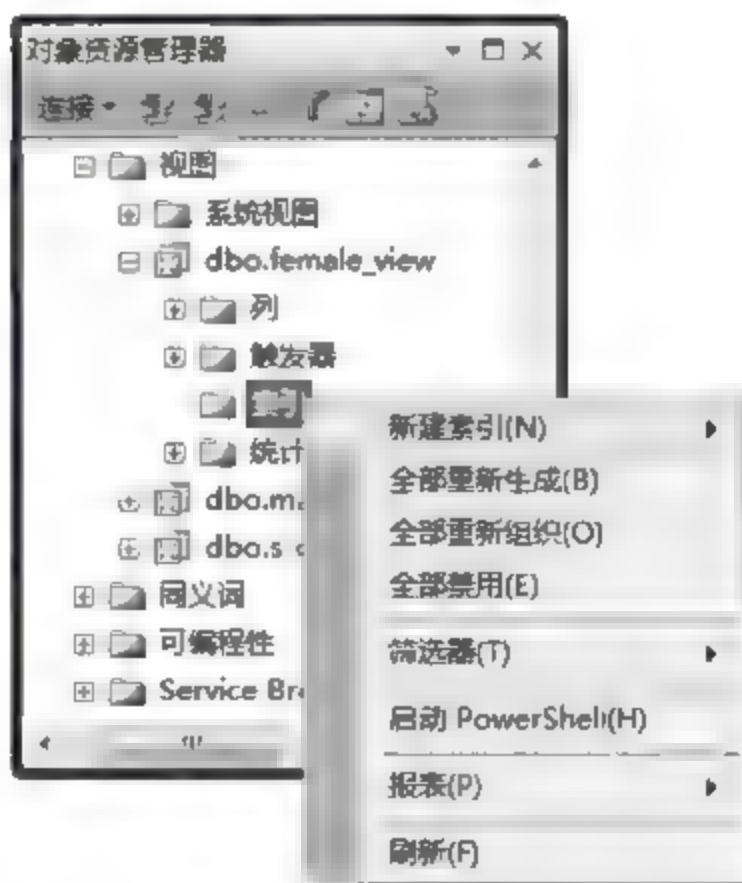 对象资源管理器
连接
视图
系统视图
dbo.female_view
列
触发器
索引
统计
dbo.m
dbo.s
同义词
可编程性
Service Br
新建索引(N)
全部重新生成(B)
全部重新组织(O)
全部禁用(E)
筛选器(T)
启动 PowerShell(H)
报表(P)
刷新(F)